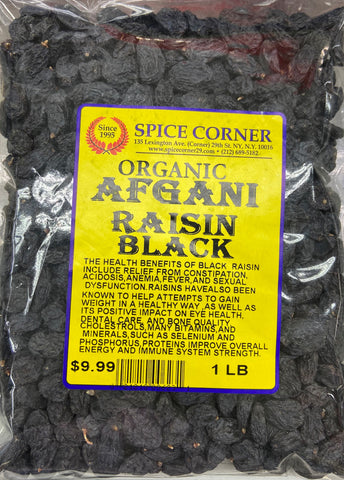 Since
1995
SPICE CORNER
135 Lexington Ave. (Corner) 29th St. NY, N.Y. 10016
www.spicecorner29.com • (212) 689-5182
ORGANIC
AFGANI
RAISIN
BLACK
THE HEALTH BENEFITS OF BLACK RAISIN
INCLUDE RELIEF FROM CONSTIPATION,
ACIDOSIS,ANEMIA,FEVER,AND SEXUAL
DYSFUNCTION.RAISINS HAVEALSO BEEN
KNOWN TO HELP ATTEMPTS TO GAIN
WEIGHT IN A HEALTHY WAY, AS WELL AS
ITS POSITIVE IMPACT ON EYE HEALTH,
DENTAL CARE, AND BONE QUALITY
CHOLESTROLS,MANY BITAMINS,AND
MINERALS,SUCH AS SELENIUM AND
PHOSPHORUS,PROTEINS IMPROVE OVERALL
ENERGY AND IMMUNE SYSTEM STRENGTH.
$9.99 1 LB